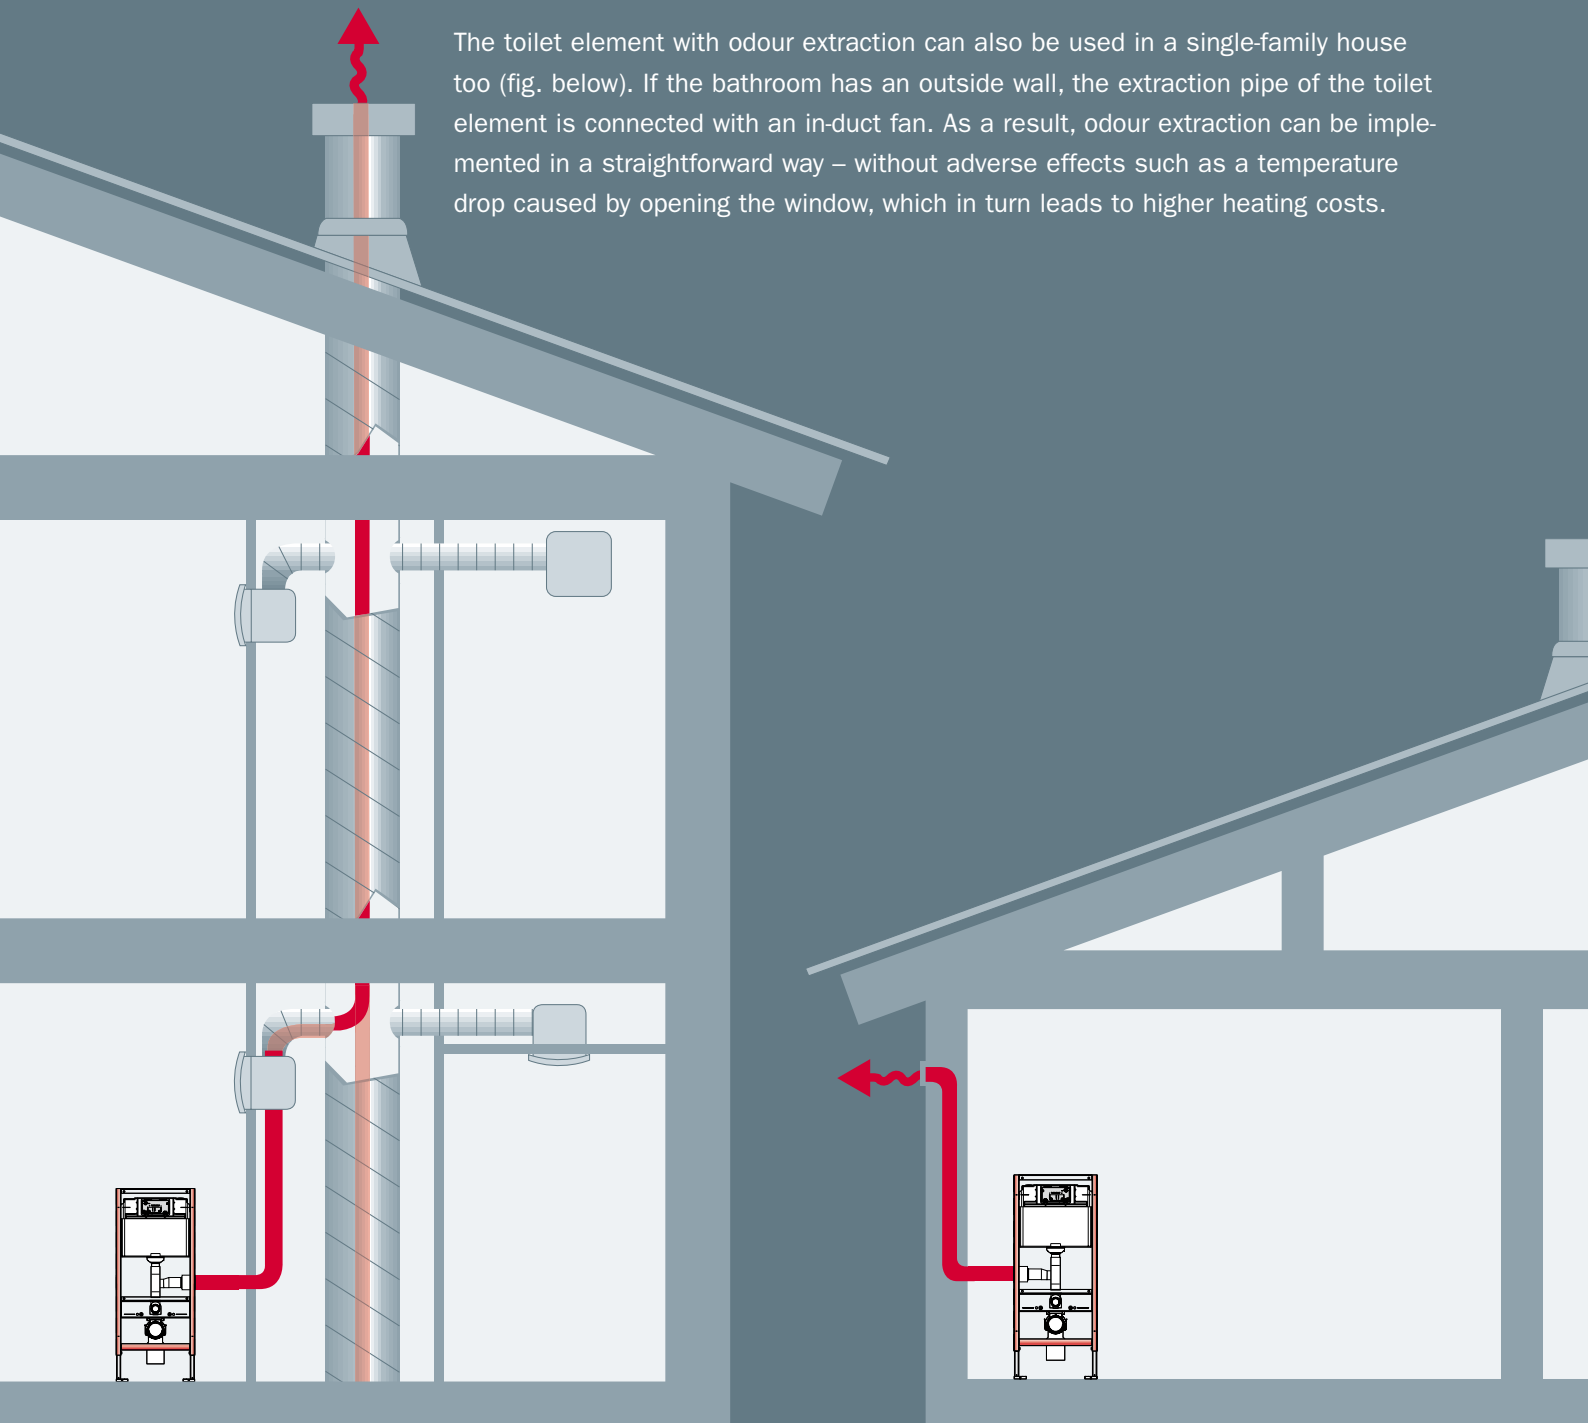 The toilet element with odour extraction can also be used in a single-family house
too (fig. below). If the bathroom has an outside wall, the extraction pipe of the toilet
element is connected with an in-duct fan. As a result, odour extraction can be imple-
mented in a straightforward way – without adverse effects such as a temperature
drop caused by opening the window, which in turn leads to higher heating costs.